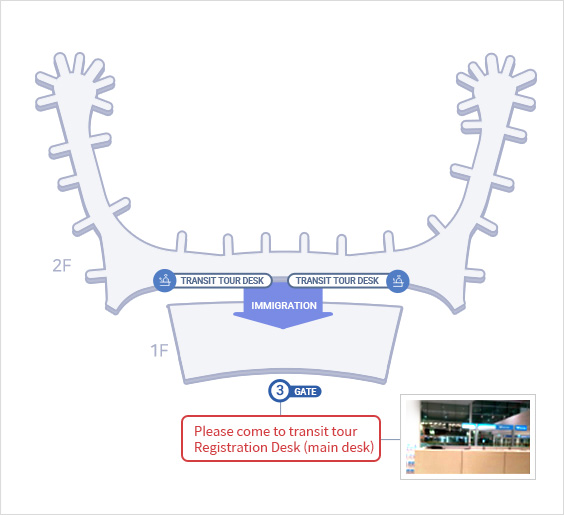 2F
TRANSIT TOUR DESK
TRANSIT TOUR DESK
IMMIGRATION
1F
3 GATE
Please come to transit tour
Registration Desk (main desk)